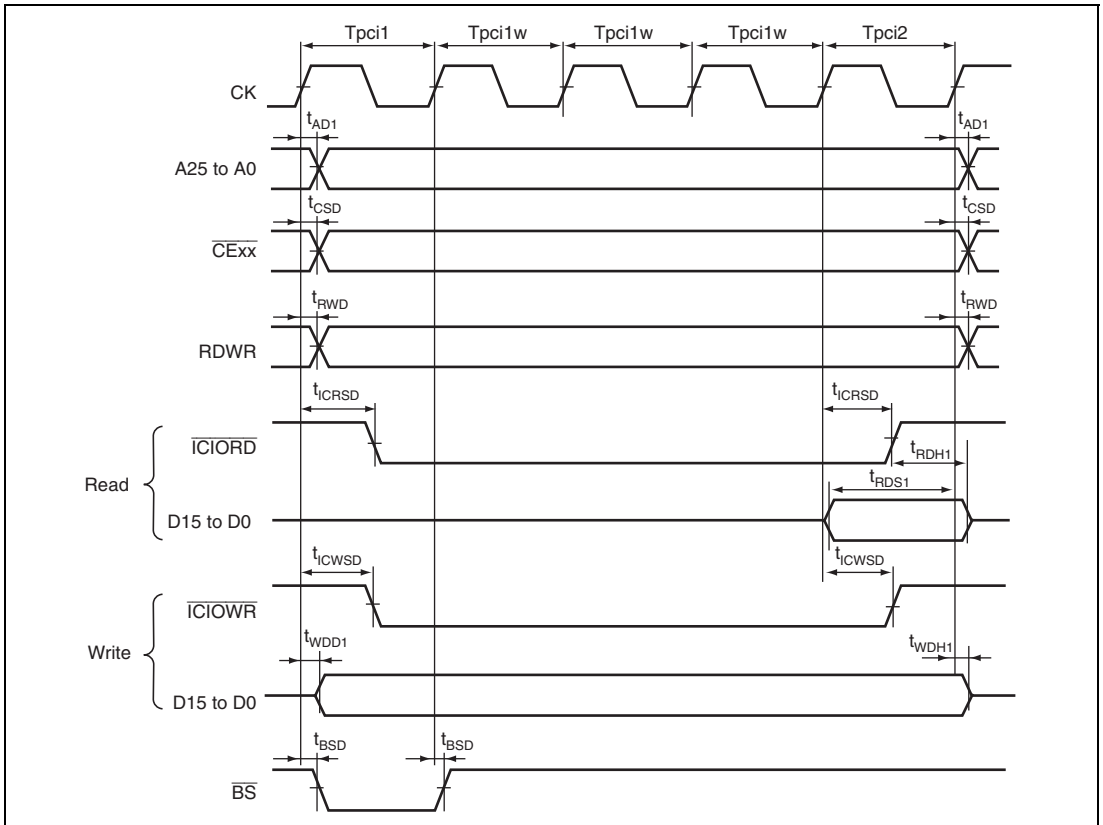 Tpci1 Tpci1w Tpci1w Tpci1w Tpci2
CK
tAD1 tAD1
A25 to A0
tCSD tCSD
CExx
tRWD tRWD
RDWR
tICRSD tICRSD
ICIORD
tRDH1
Read
tRDS1
D15 to D0
tICWSD tICWSD
ICIOWR
Write
tWDD1 tWDH1
D15 to D0
tBSD tBSD
BS